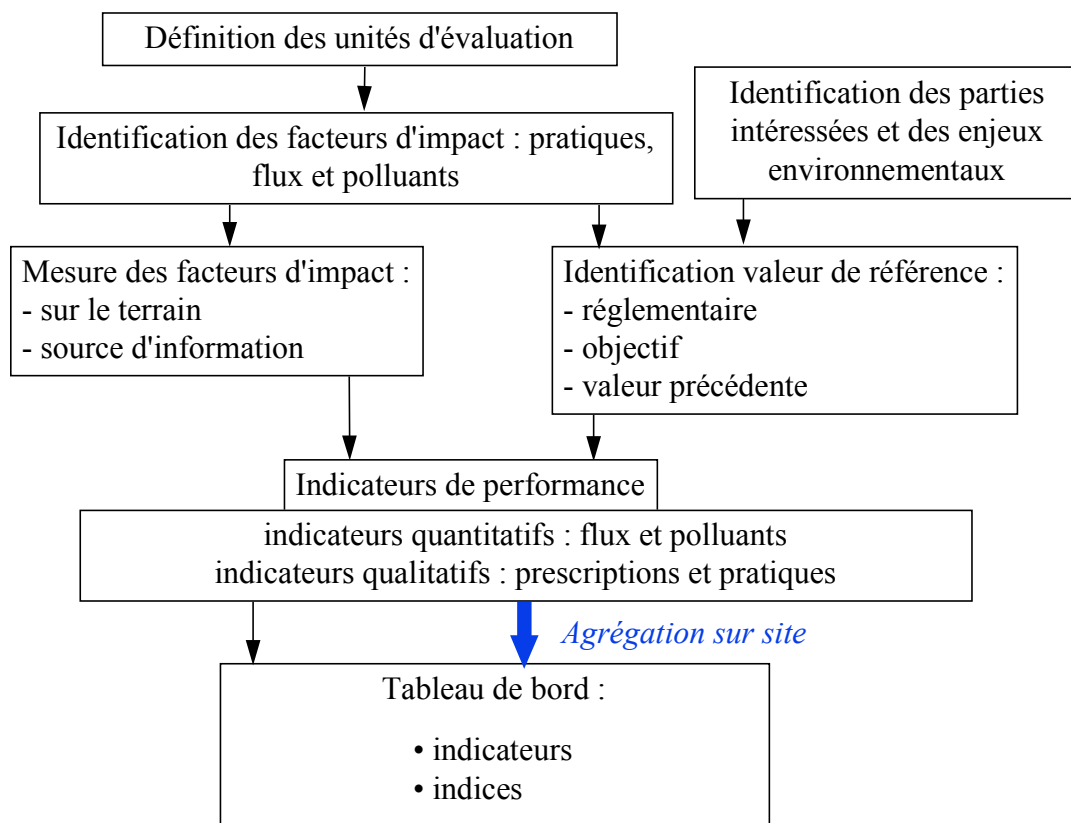 Définition des unités d'évaluation
Identification des parties
intéressées et des enjeux
environnementaux
Identification des facteurs d'impact : pratiques,
flux et polluants
Mesure des facteurs d'impact :
- sur le terrain
- source d'information
Identification valeur de référence :
- réglementaire
- objectif
- valeur précédente
Indicateurs de performance
indicateurs quantitatifs : flux et polluants
indicateurs qualitatifs : prescriptions et pratiques
Agrégation sur site
Tableau de bord :
• indicateurs
• indices